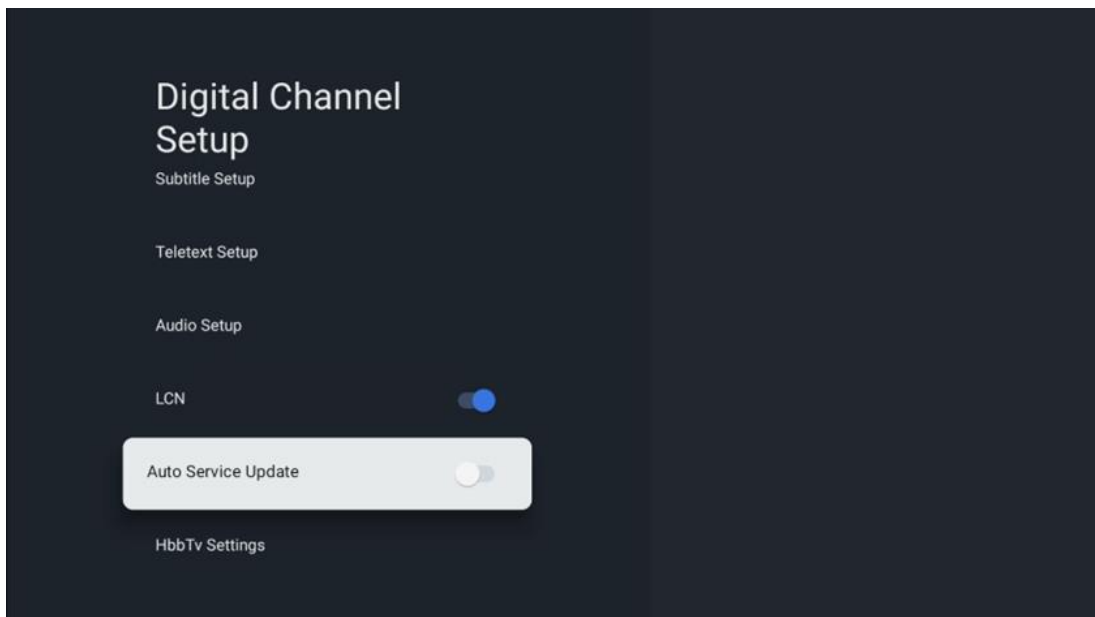 Digital Channel
Setup
Subtitle Setup
Teletext Setup
Audio Setup
LCN
Auto Service Update
HbbTv Settings